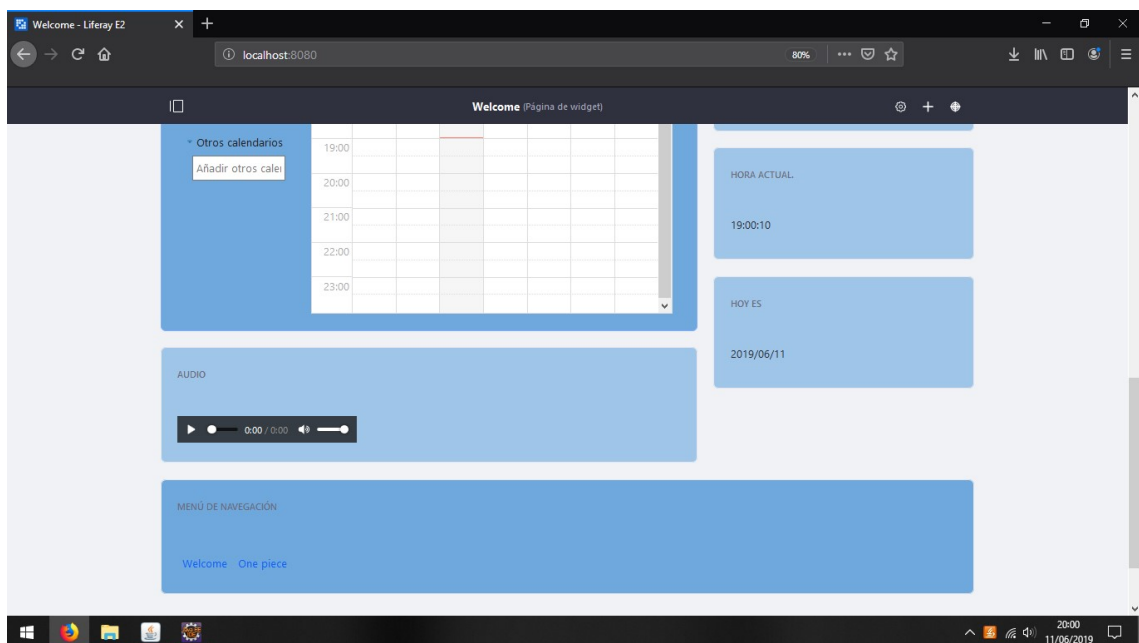 Welcome - Liferay E2
localhost:8080
80%
Welcome (Página de widget)
Otros calendarios
Añadir otros cale
19:00
20:00
21:00
22:00
23:00
HORA ACTUAL.
19:00:10
HOY ES
2019/06/11
AUDIO
0:00 / 0:00
MENÚ DE NAVEGACIÓN
Welcome One piece
20:00
11/06/2019